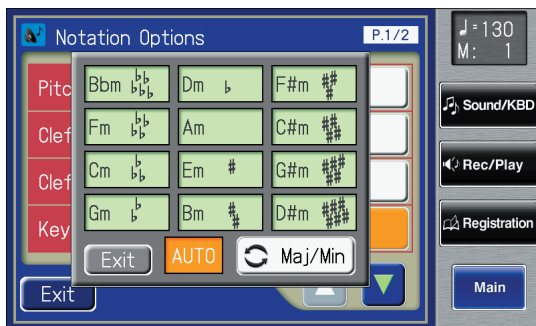 Notation Options P.1/2
♩=130
M: 1
Pitc
Bbm Dm F#m
Sound/KBD
Clef
Fm Am C#m
Clef
Cm Em # G#m
Rec/Play
Key
Gm Bm D#m
Registration
Exit AUTO Maj/Min
Exit
Main